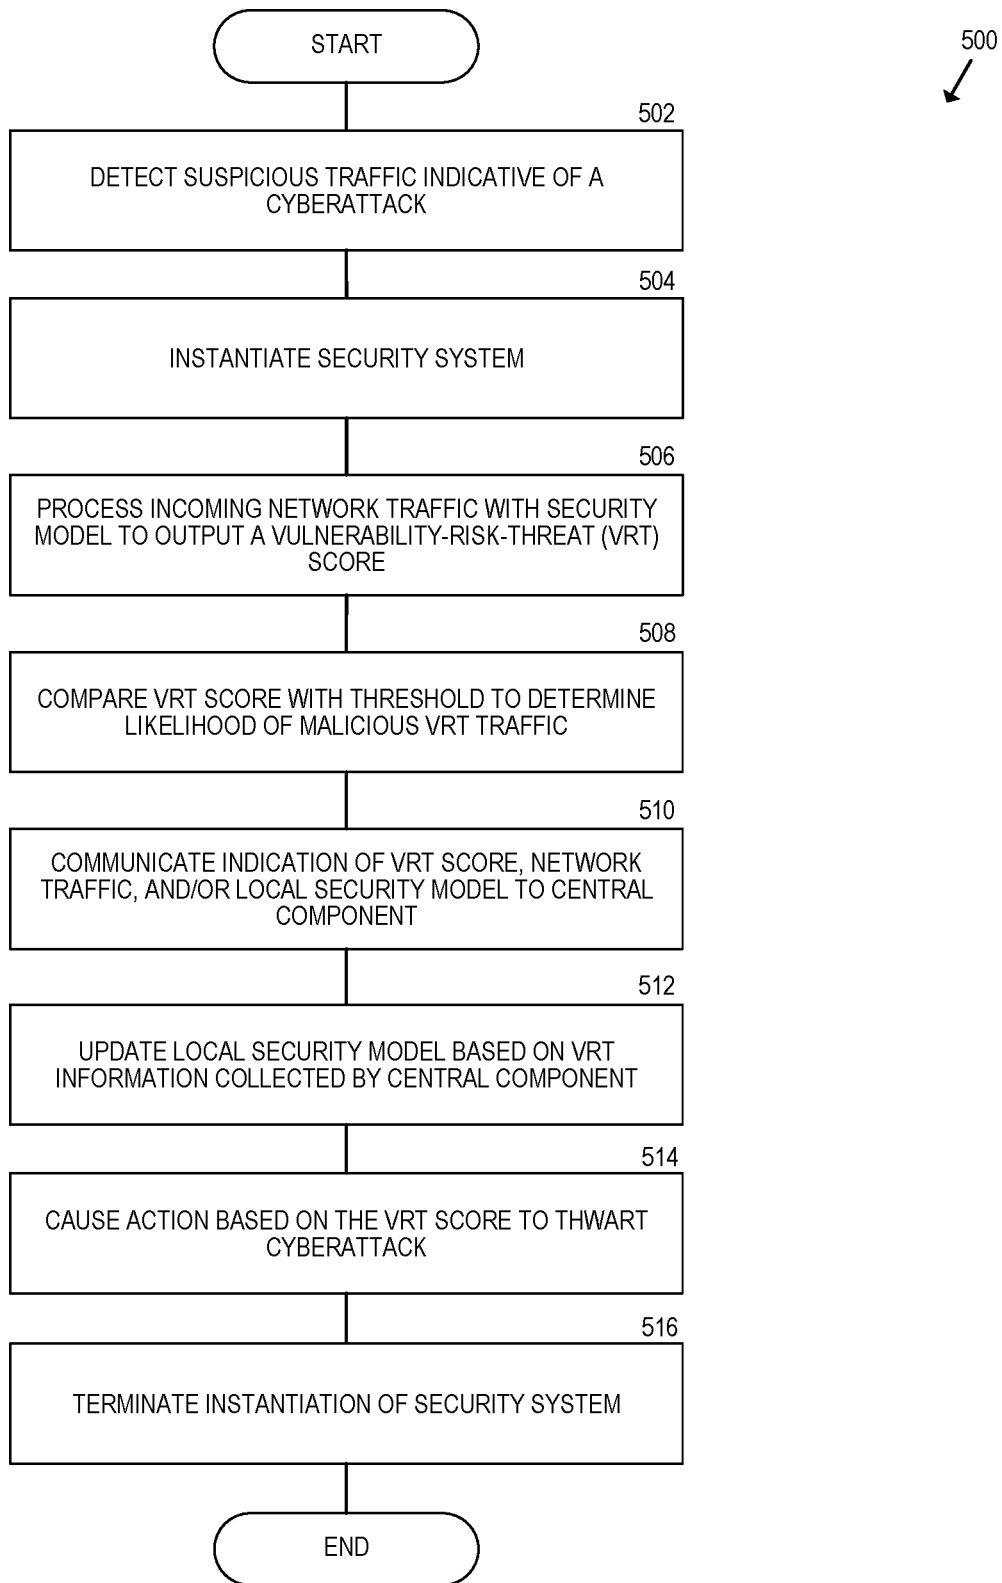 START
500
502
DETECT SUSPICIOUS TRAFFIC INDICATIVE OF A
CYBERATTACK
504
INSTANTIATE SECURITY SYSTEM
506
PROCESS INCOMING NETWORK TRAFFIC WITH SECURITY
MODEL TO OUTPUT A VULNERABILITY-RISK-THREAT (VRT)
SCORE
508
COMPARE VRT SCORE WITH THRESHOLD TO DETERMINE
LIKELIHOOD OF MALICIOUS VRT TRAFFIC
510
COMMUNICATE INDICATION OF VRT SCORE, NETWORK
TRAFFIC, AND/OR LOCAL SECURITY MODEL TO CENTRAL
COMPONENT
512
UPDATE LOCAL SECURITY MODEL BASED ON VRT
INFORMATION COLLECTED BY CENTRAL COMPONENT
514
CAUSE ACTION BASED ON THE VRT SCORE TO THWART
CYBERATTACK
516
TERMINATE INSTANTIATION OF SECURITY SYSTEM
END